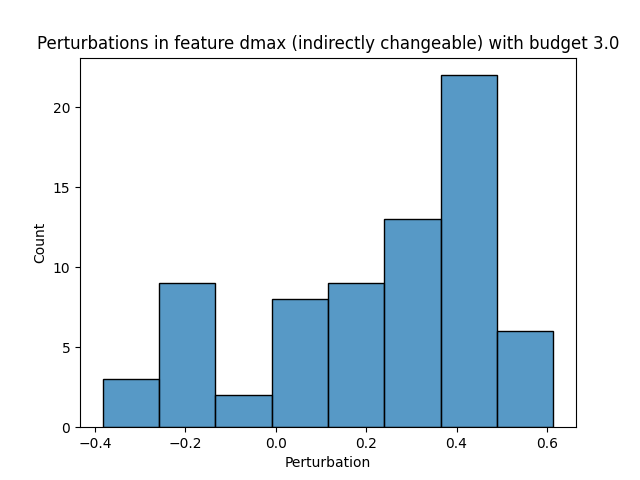 Perturbations in feature dmax (indirectly changeable) with budget 3.0
20
15
10
5
0
Count
−0.4 −0.2 0.0 0.2 0.4 0.6
Perturbation